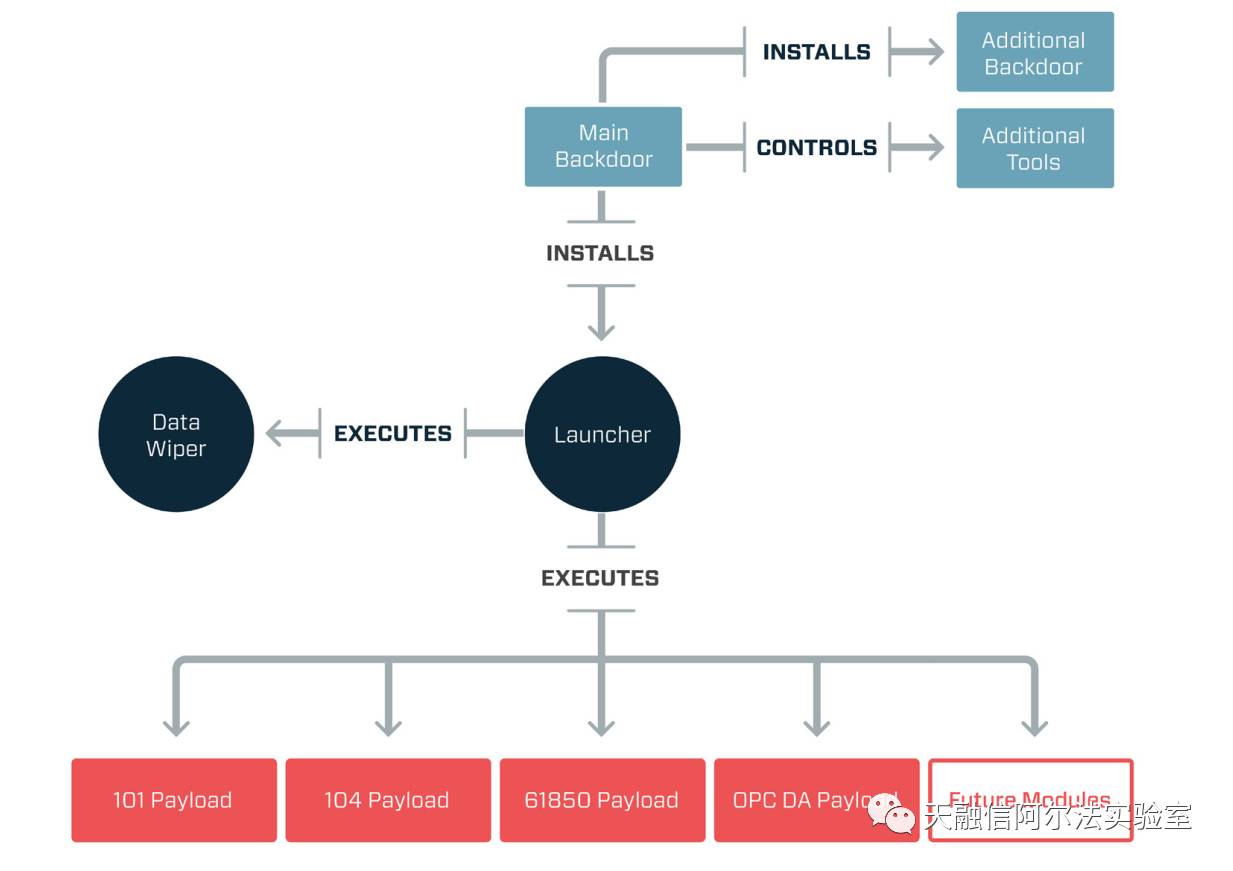 INSTALLS
Additional
Backdoor
Main
Backdoor
CONTROLS
Additional
Tools
INSTALLS
Data
Wiper
EXECUTES
Launcher
EXECUTES
101 Payload
104 Payload
61850 Payload
OPC DA Payload
Future Modules
天融信阿尔法实验室